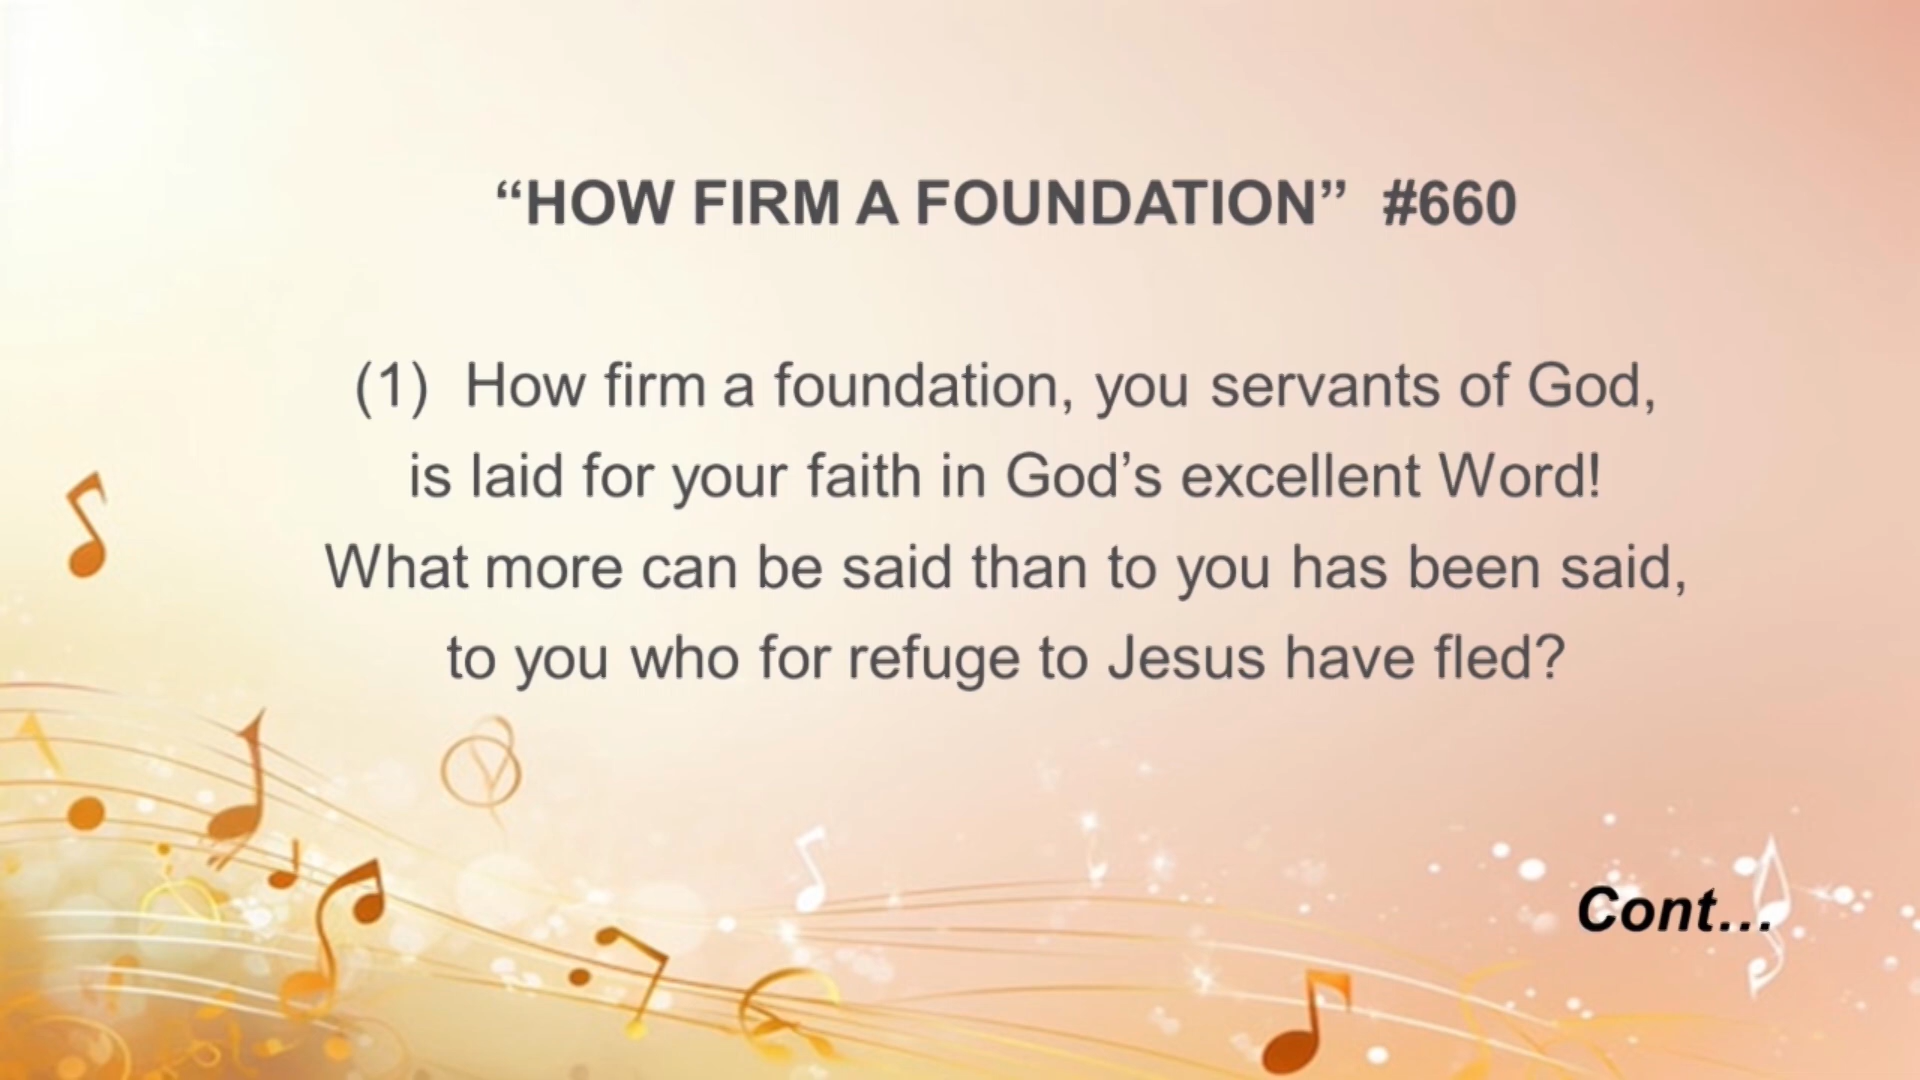 “HOW FIRM A FOUNDATION” #660
(1) How firm a foundation, you servants of God,
is laid for your faith in God’s excellent Word!
What more can be said than to you has been said,
to you who for refuge to Jesus have fled?
Cont…